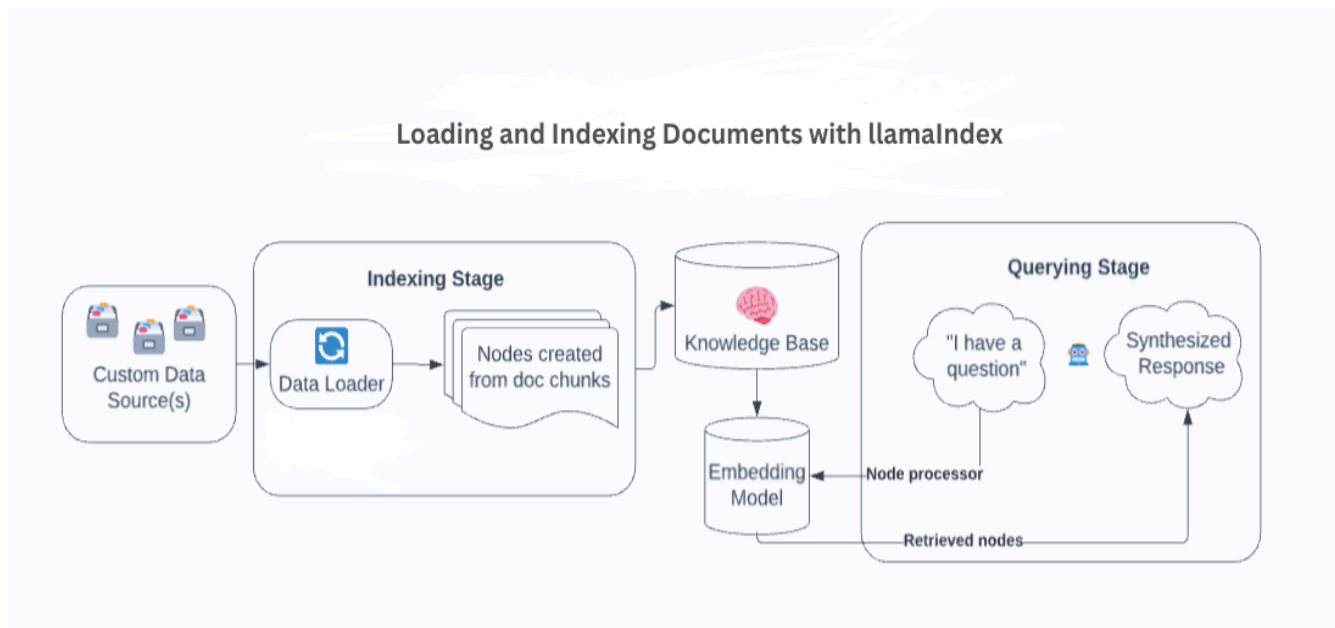 Loading and Indexing Documents with llamaIndex
Indexing Stage
Custom Data
Source(s)
Data Loader
Nodes created
from doc chunks
Knowledge Base
Embedding
Model
Querying Stage
"I have a
question"
Synthesized
Response
Node processor
Retrieved nodes